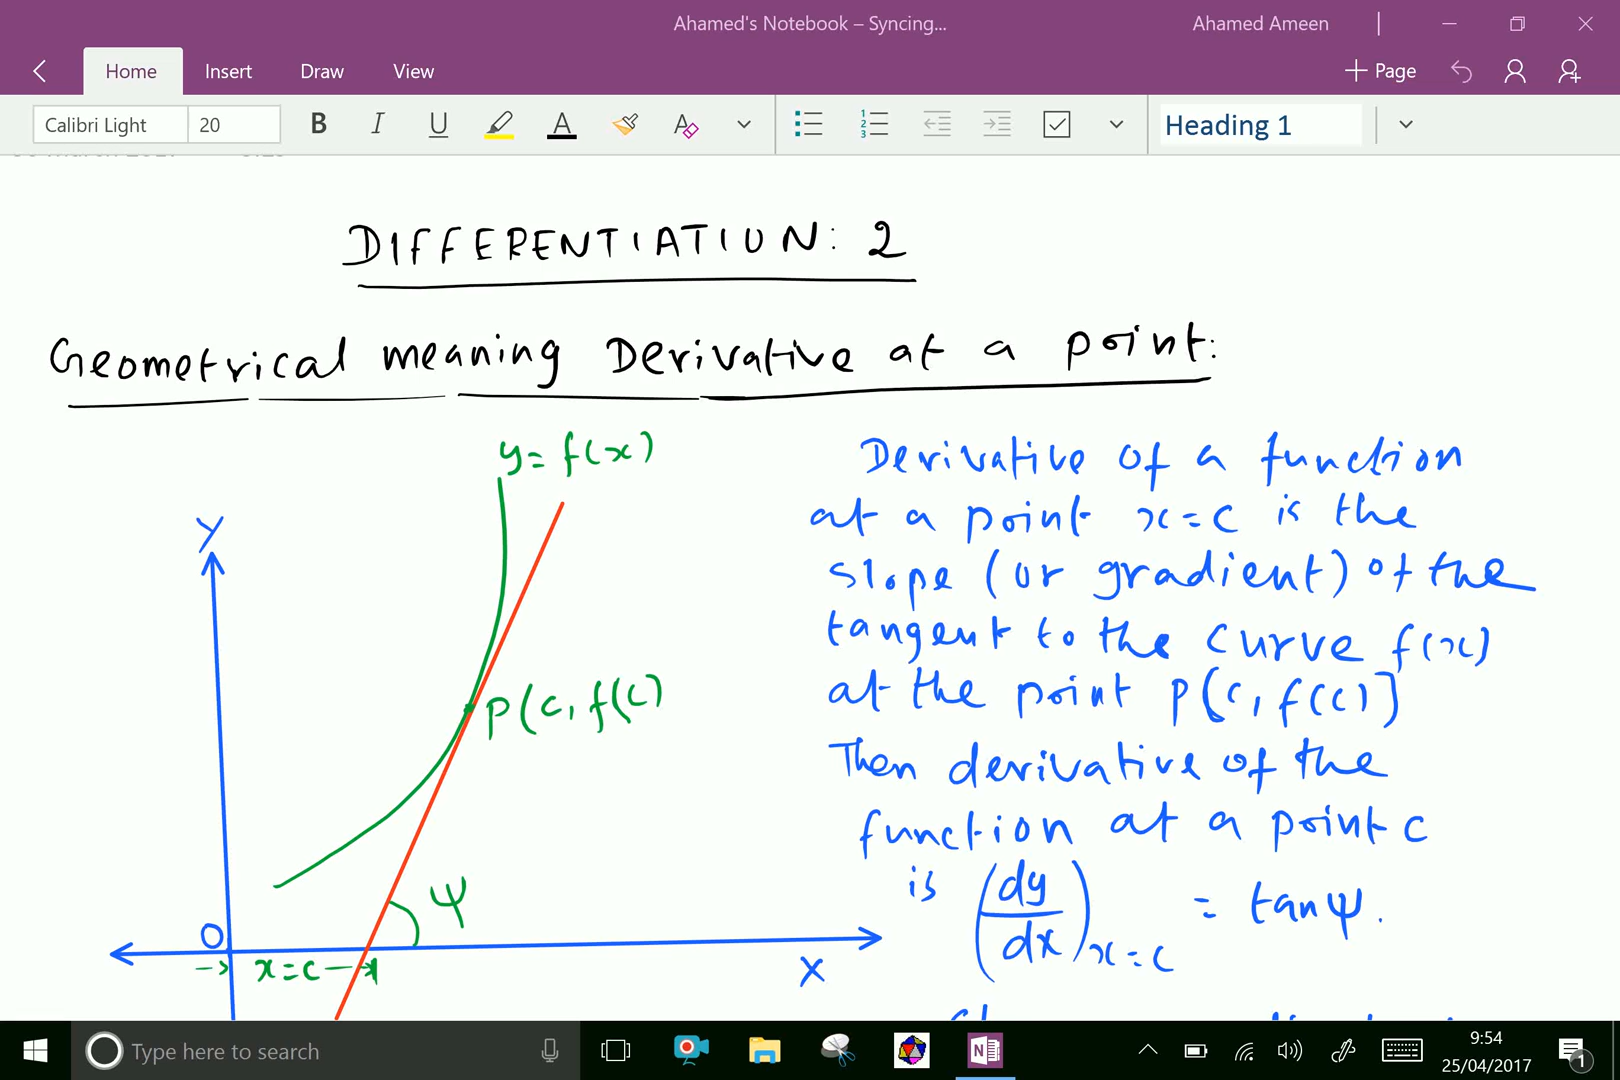 Ahamed's Notebook – Syncing...
Ahamed Ameen
Home Insert Draw View
Page
Calibri Light 20 B I U A A
Heading 1
DIFFERENTIATION: 2
Geometrical meaning Derivative at a point:
y = f(x)
Y
P(c, f(c)
ψ
O
x=c
X
Derivative of a function
at a point x=c is the
slope (or gradient) of the
tangent to the curve f(x)
at the point P[c, f(c)]
Then derivative of the
function at a point c
is (dy/dx)x=c = tanψ.
Type here to search
9:54
25/04/2017
1